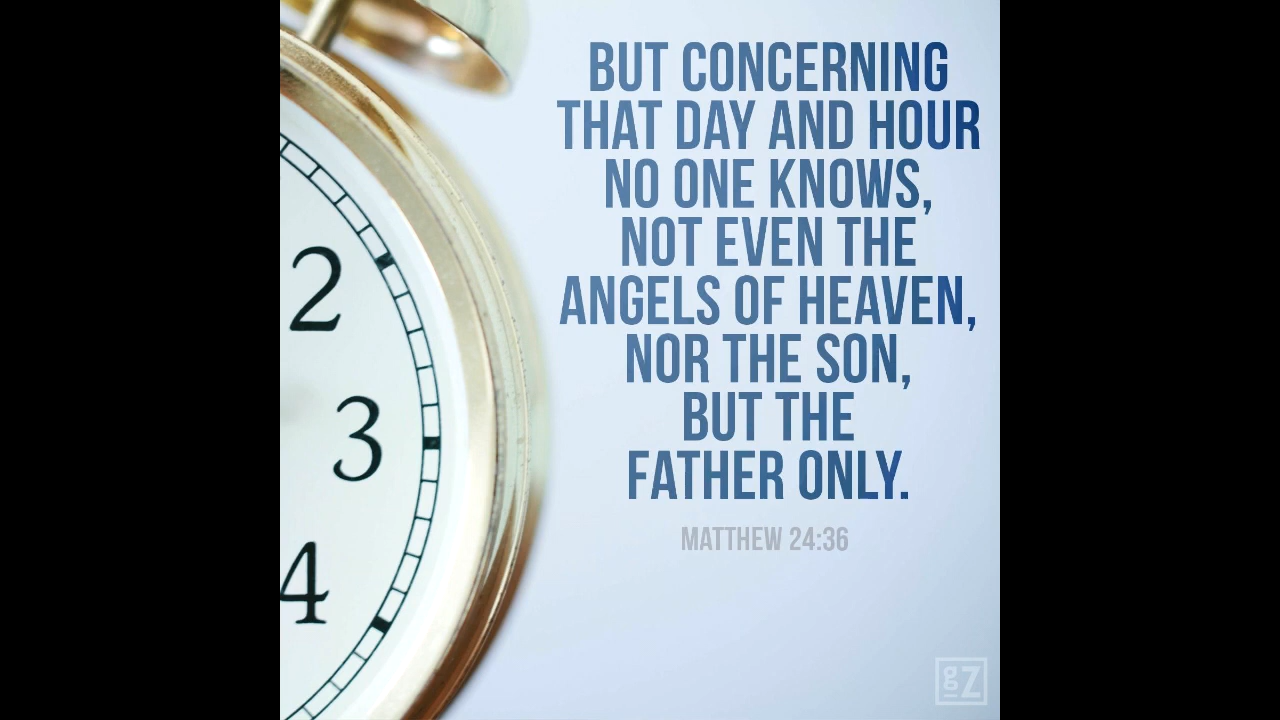 BUT CONCERNING
THAT DAY AND HOUR
NO ONE KNOWS,
NOT EVEN THE
ANGELS OF HEAVEN,
NOR THE SON,
BUT THE
FATHER ONLY.
MATTHEW 24:36
2
3
4
gZ